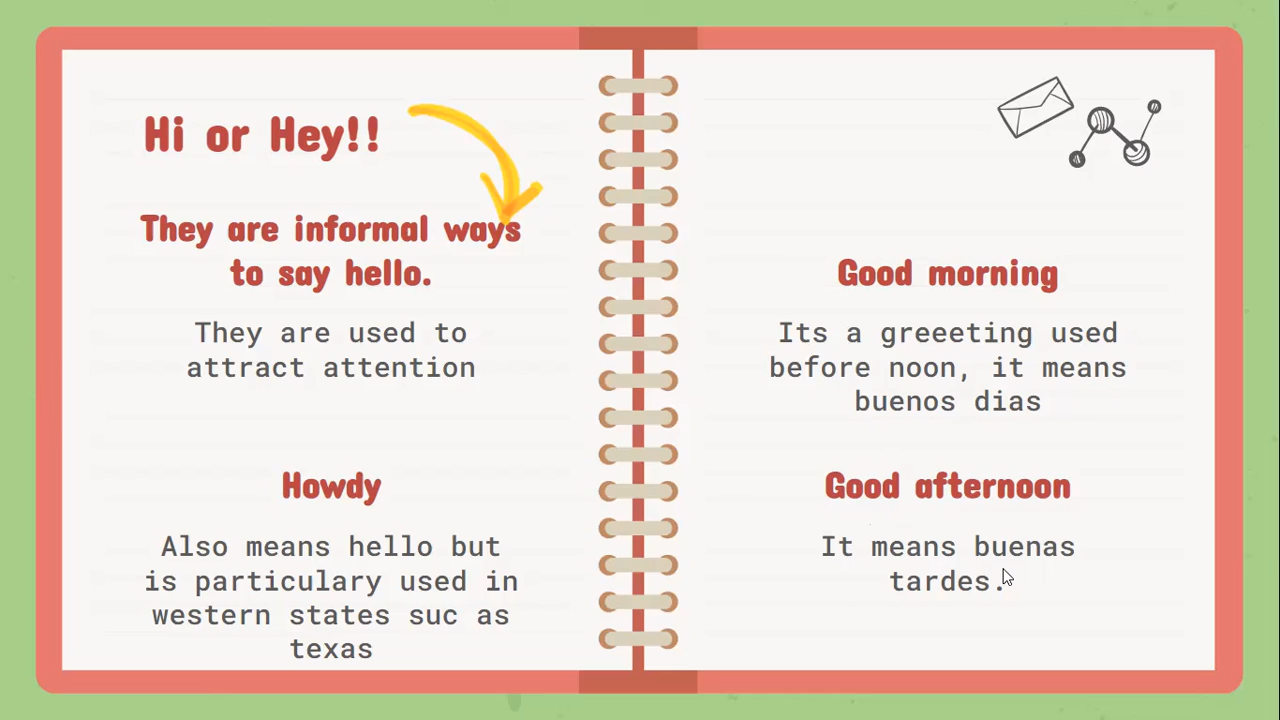 Hi or Hey!!
They are informal ways
to say hello.
They are used to
attract attention
Howdy
Also means hello but
is particulary used in
western states suc as
texas
Good morning
Its a greeeting used
before noon, it means
buenos dias
Good afternoon
It means buenas
tardes.